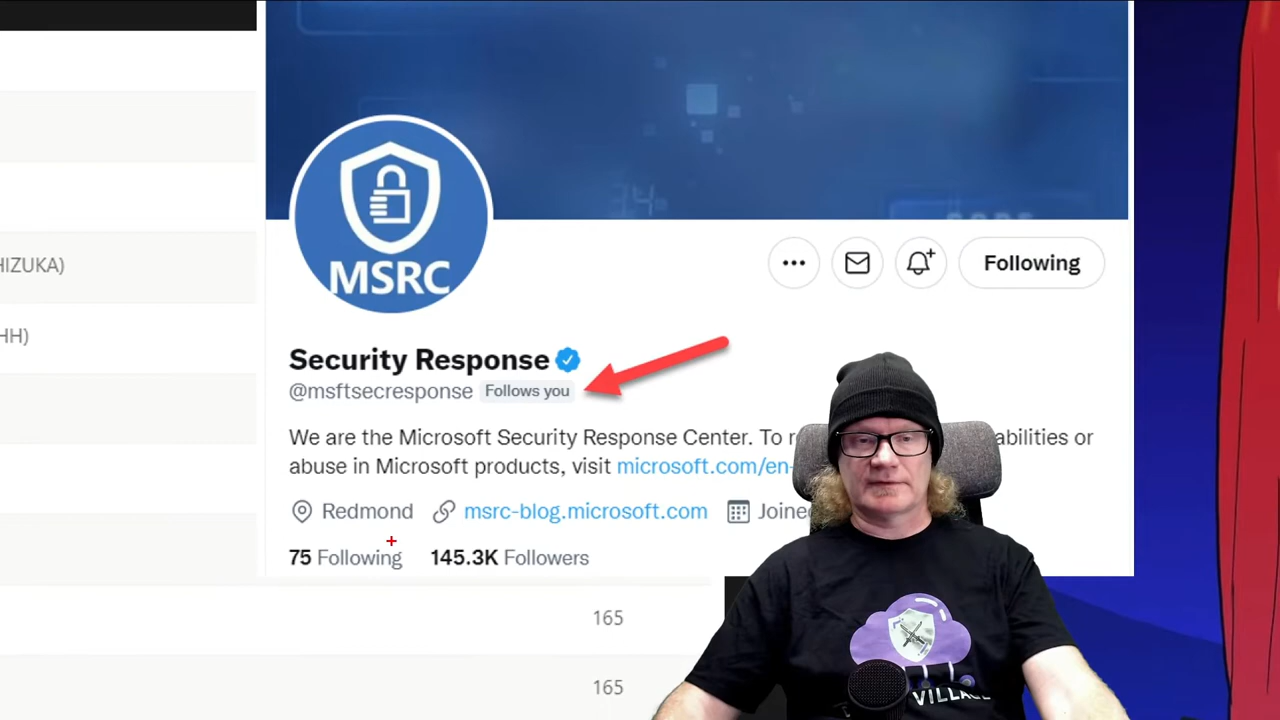 HIZUKA)
HH)
MSRC
Following
Security Response
@msftsecresponse Follows you
We are the Microsoft Security Response Center. To abilities or
abuse in Microsoft products, visit microsoft.com/en-
Redmond msrc-blog.microsoft.com Joined
75 Following 145.3K Followers
165
165
VILLAGE